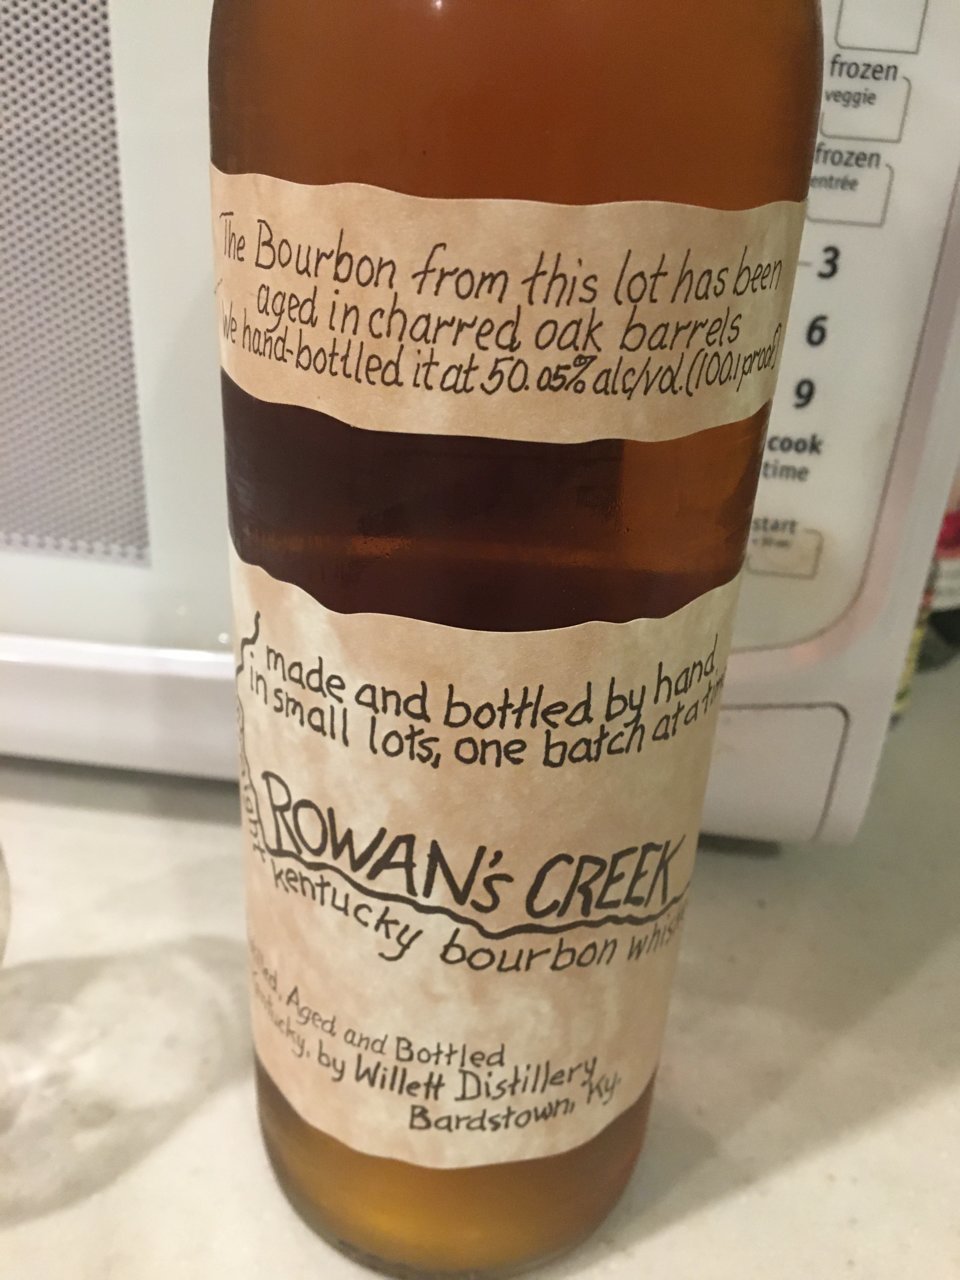 The Bourbon from this lot has been
aged in charred oak barrels
We hand-bottled it at 50.05% alc/vol. (100.1 proof)
made and bottled by hand
in small lots, one batch at a
ROWAN's CREEK
kentucky bourbon
Aged and Bottled
by Willett Distillery
Bardstown, Ky.
frozen
veggie
frozen
entrée
3
6
9
cook
time
start